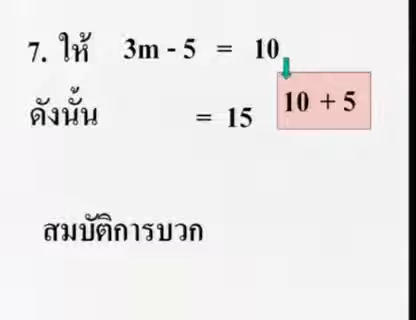 7. ให้ 3m - 5 = 10
ดังนั้น = 15 10 + 5
สมบัติการบวก